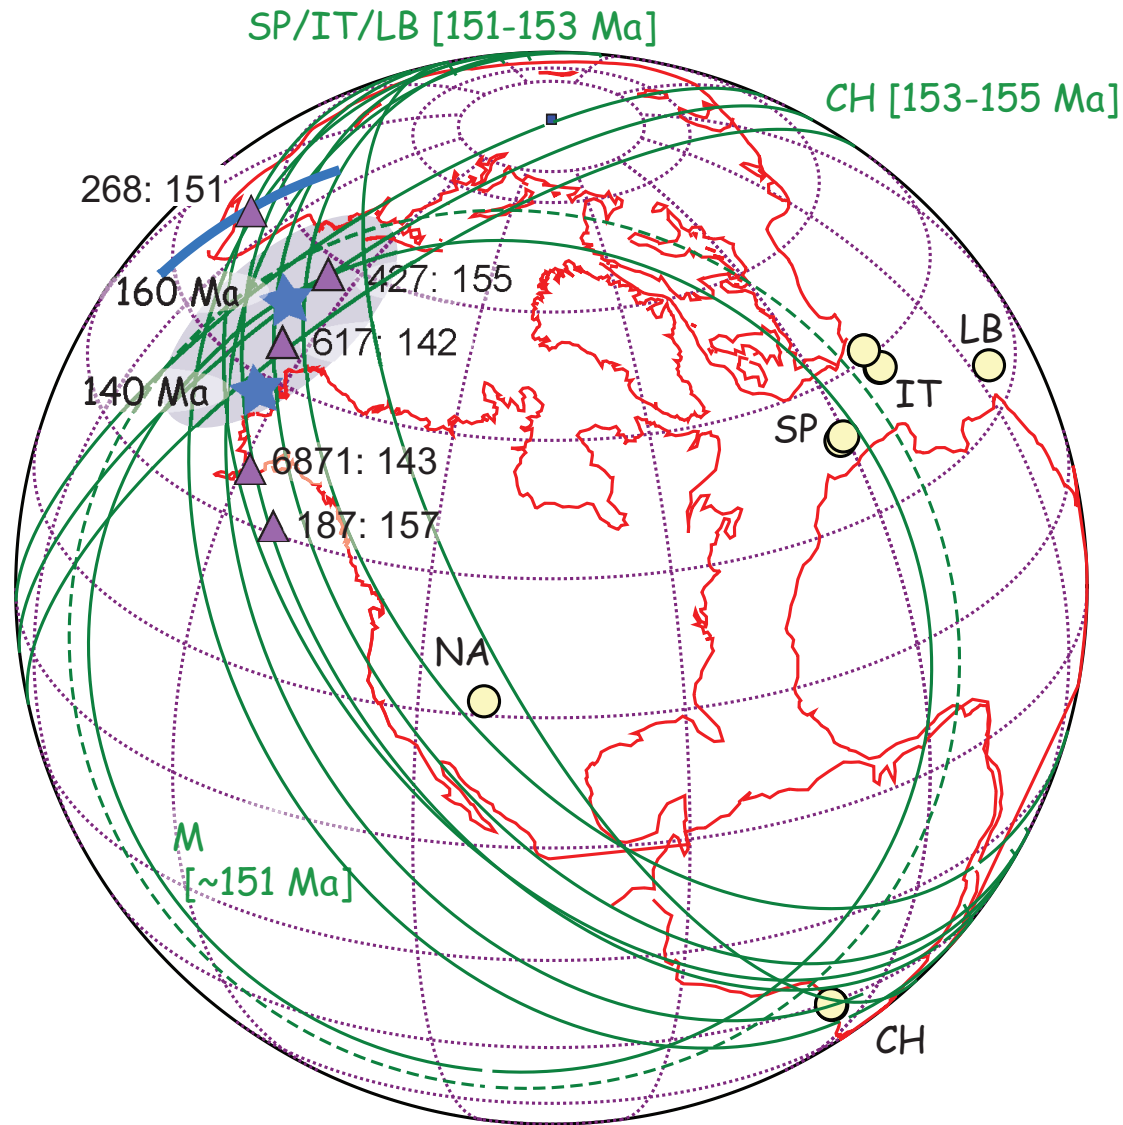 SP/IT/LB [151-153 Ma]
CH [153-155 Ma]
268: 151
160 Ma
427: 155
617: 142
140 Ma
LB
IT
SP
6871: 143
187: 157
NA
M
[~151 Ma]
CH